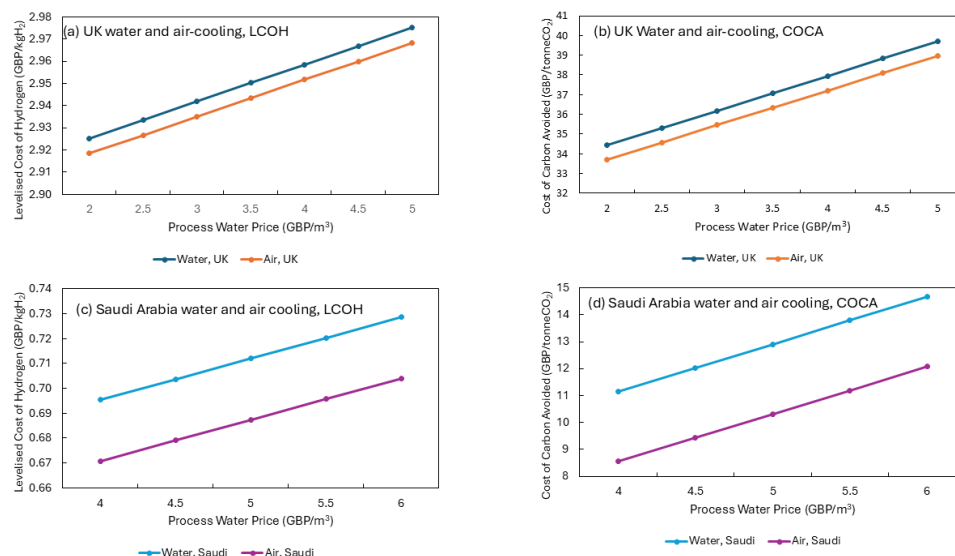 (a) UK water and air-cooling, LCOH
Levelised Cost of Hydrogen (GBP/kgH₂)
2.98
2.97
2.96
2.95
2.94
2.93
2.92
2.91
2.90
2 2.5 3 3.5 4 4.5 5
Process Water Price (GBP/m³)
Water, UK Air, UK
(b) UK Water and air-cooling, COCA
Cost of Carbon Avoided (GBP/tonneCO₂)
41
40
39
38
37
36
35
34
33
32
2 2.5 3 3.5 4 4.5 5
Process Water Price (GBP/m³)
Water, UK Air, UK
(c) Saudi Arabia water and air cooling, LCOH
Levelised Cost of Hydrogen (GBP/kgH₂)
0.74
0.73
0.72
0.71
0.70
0.69
0.68
0.67
0.66
4 4.5 5 5.5 6
Process Water Price (GBP/m³)
Water, Saudi Air, Saudi
(d) Saudi Arabia water and air cooling, COCA
Cost of Carbon Avoided (GBP/tonneCO₂)
15
14
13
12
11
10
9
8
4 4.5 5 5.5 6
Process Water Price (GBP/m³)
Water, Saudi Air, Saudi